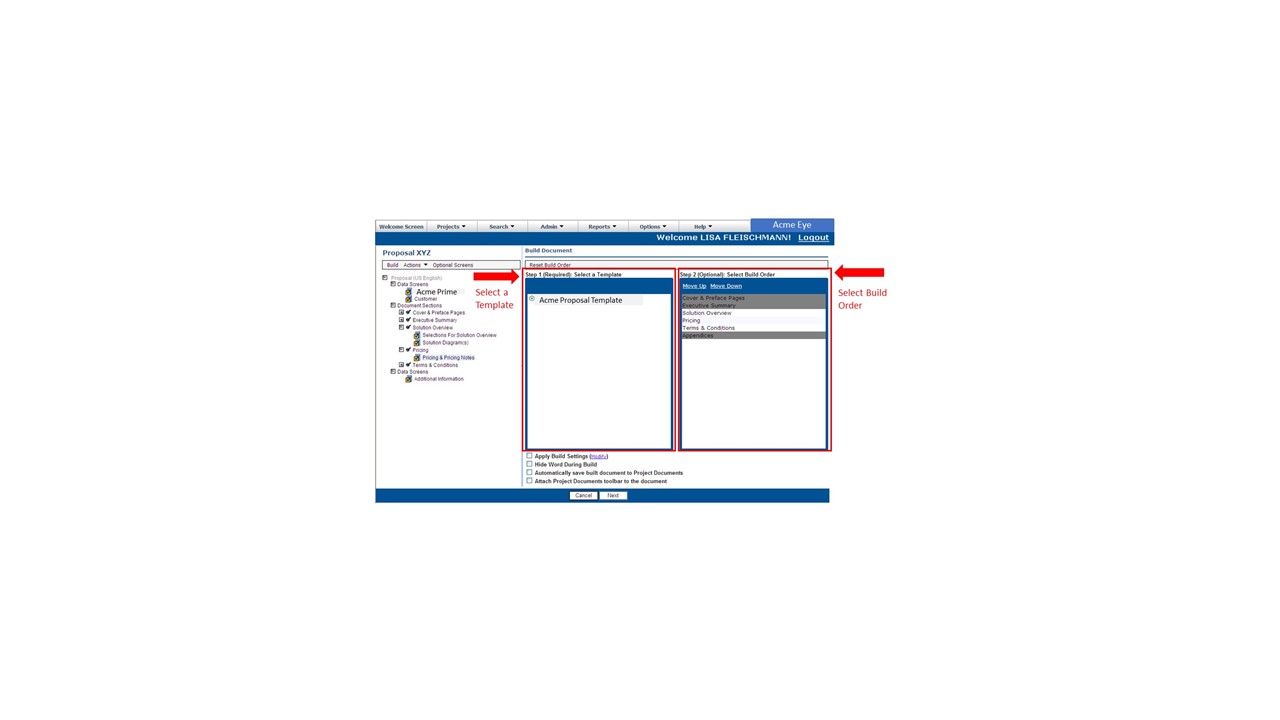 Welcome Screen Projects Search Admin Reports Options Help Acme Eye
Welcome LISA FLEISCHMANN! Logout
Proposal XYZ
Build Actions Optional Screens
Proposal (US English)
Data Screens
Acme Prime
Customer
Document Sections
Cover & Preface Pages
Executive Summary
Solution Overview
Selections For Solution Overview
Solution Diagram(s)
Pricing
Pricing & Pricing Notes
Terms & Conditions
Data Screens
Additional Information
Select a
Template
Build Document
Reset Build Order
Step 1 (Required): Select a Template
Acme Proposal Template
Step 2 (Optional): Select Build Order
Move Up Move Down
Cover & Preface Pages
Executive Summary
Solution Overview
Pricing
Terms & Conditions
Appendices
Select Build
Order
Apply Build Settings (Modify)
Hide Word During Build
Automatically save built document to Project Documents
Attach Project Documents toolbar to the document
Cancel Next